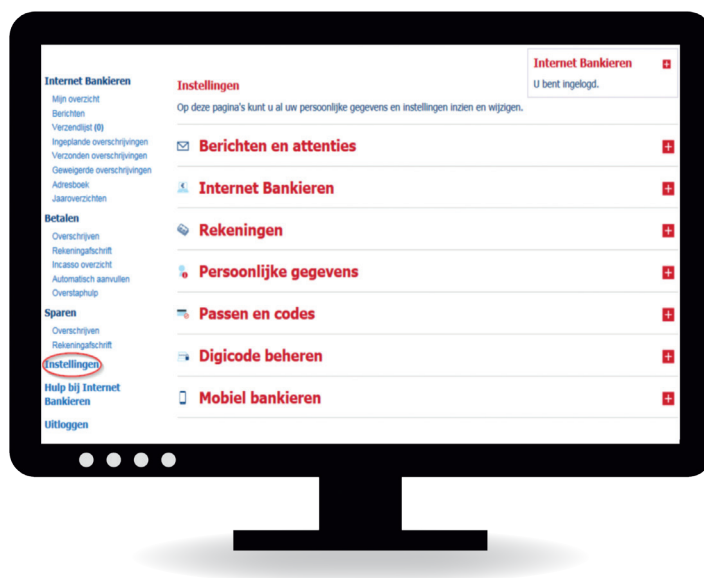 Internet Bankieren
Mijn overzicht
Berichten
Verzendlijst (0)
Ingeplande overschrijvingen
Verzonden overschrijvingen
Geweigerde overschrijvingen
Adresboek
Jaaroverzichten
Betalen
Overschrijven
Rekeningafschrift
Incasso overzicht
Automatisch aanvullen
Overstaphulp
Sparen
Overschrijven
Rekeningafschrift
Instellingen
Hulp bij Internet
Bankieren
Uitloggen
Instellingen
Op deze pagina's kunt u al uw persoonlijke gegevens en instellingen inzien en wijzigen.
Internet Bankieren
U bent ingelogd.
Berichten en attenties
Internet Bankieren
Rekeningen
Persoonlijke gegevens
Passen en codes
Digicode beheren
Mobiel bankieren